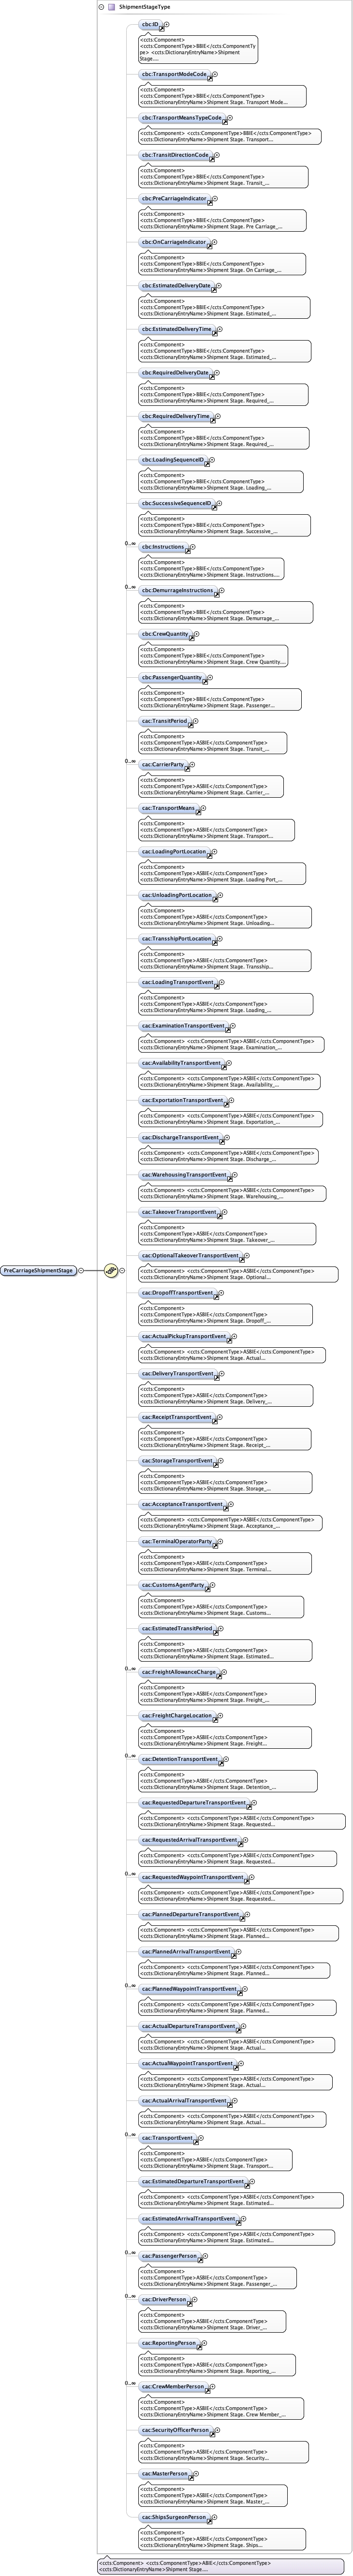 ShipmentStageType
cbc:ID
<ccts:Component>
<ccts:ComponentType>BBIE</ccts:ComponentTy
pe> <ccts:DictionaryEntryName>Shipment
Stage....
cbc:TransportModeCode
<ccts:Component>
<ccts:ComponentType>BBIE</ccts:ComponentType>
<ccts:DictionaryEntryName>Shipment Stage. Transport Mode...
cbc:TransportMeansTypeCode
<ccts:Component> <ccts:ComponentType>BBIE</ccts:ComponentType>
<ccts:DictionaryEntryName>Shipment Stage. Transport...
cbc:TransitDirectionCode
<ccts:Component>
<ccts:ComponentType>BBIE</ccts:ComponentType>
<ccts:DictionaryEntryName>Shipment Stage. Transit_...
cbc:PreCarriageIndicator
<ccts:Component>
<ccts:ComponentType>BBIE</ccts:ComponentType>
<ccts:DictionaryEntryName>Shipment Stage. Pre Carriage_...
cbc:OnCarriageIndicator
<ccts:Component>
<ccts:ComponentType>BBIE</ccts:ComponentType>
<ccts:DictionaryEntryName>Shipment Stage. On Carriage_...
cbc:EstimatedDeliveryDate
<ccts:Component>
<ccts:ComponentType>BBIE</ccts:ComponentType>
<ccts:DictionaryEntryName>Shipment Stage. Estimated_...
cbc:EstimatedDeliveryTime
<ccts:Component>
<ccts:ComponentType>BBIE</ccts:ComponentType>
<ccts:DictionaryEntryName>Shipment Stage. Estimated_...
cbc:RequiredDeliveryDate
<ccts:Component>
<ccts:ComponentType>BBIE</ccts:ComponentType>
<ccts:DictionaryEntryName>Shipment Stage. Required_...
cbc:RequiredDeliveryTime
<ccts:Component>
<ccts:ComponentType>BBIE</ccts:ComponentType>
<ccts:DictionaryEntryName>Shipment Stage. Required_...
cbc:LoadingSequenceID
<ccts:Component>
<ccts:ComponentType>BBIE</ccts:ComponentType>
<ccts:DictionaryEntryName>Shipment Stage. Loading_...
cbc:SuccessiveSequenceID
<ccts:Component>
<ccts:ComponentType>BBIE</ccts:ComponentType>
<ccts:DictionaryEntryName>Shipment Stage. Successive_...
0..∞ cbc:Instructions
<ccts:Component>
<ccts:ComponentType>BBIE</ccts:ComponentType>
<ccts:DictionaryEntryName>Shipment Stage. Instructions....
0..∞ cbc:DemurrageInstructions
<ccts:Component>
<ccts:ComponentType>BBIE</ccts:ComponentType>
<ccts:DictionaryEntryName>Shipment Stage. Demurrage_...
cbc:CrewQuantity
<ccts:Component>
<ccts:ComponentType>BBIE</ccts:ComponentType>
<ccts:DictionaryEntryName>Shipment Stage. Crew Quantity....
cbc:PassengerQuantity
<ccts:Component>
<ccts:ComponentType>BBIE</ccts:ComponentType>
<ccts:DictionaryEntryName>Shipment Stage. Passenger...
cac:TransitPeriod
<ccts:Component>
<ccts:ComponentType>ASBIE</ccts:ComponentType>
<ccts:DictionaryEntryName>Shipment Stage. Transit_...
0..∞ cac:CarrierParty
<ccts:Component>
<ccts:ComponentType>ASBIE</ccts:ComponentType>
<ccts:DictionaryEntryName>Shipment Stage. Carrier_...
cac:TransportMeans
<ccts:Component>
<ccts:ComponentType>ASBIE</ccts:ComponentType>
<ccts:DictionaryEntryName>Shipment Stage. Transport...
cac:LoadingPortLocation
<ccts:Component>
<ccts:ComponentType>ASBIE</ccts:ComponentType>
<ccts:DictionaryEntryName>Shipment Stage. Loading Port_...
cac:UnloadingPortLocation
<ccts:Component>
<ccts:ComponentType>ASBIE</ccts:ComponentType>
<ccts:DictionaryEntryName>Shipment Stage. Unloading...
cac:TransshipPortLocation
<ccts:Component>
<ccts:ComponentType>ASBIE</ccts:ComponentType>
<ccts:DictionaryEntryName>Shipment Stage. Transship...
cac:LoadingTransportEvent
<ccts:Component>
<ccts:ComponentType>ASBIE</ccts:ComponentType>
<ccts:DictionaryEntryName>Shipment Stage. Loading_...
cac:ExaminationTransportEvent
<ccts:Component> <ccts:ComponentType>ASBIE</ccts:ComponentType>
<ccts:DictionaryEntryName>Shipment Stage. Examination_...
cac:AvailabilityTransportEvent
<ccts:Component> <ccts:ComponentType>ASBIE</ccts:ComponentType>
<ccts:DictionaryEntryName>Shipment Stage. Availability_...
cac:ExportationTransportEvent
<ccts:Component> <ccts:ComponentType>ASBIE</ccts:ComponentType>
<ccts:DictionaryEntryName>Shipment Stage. Exportation_...
cac:DischargeTransportEvent
<ccts:Component> <ccts:ComponentType>ASBIE</ccts:ComponentType>
<ccts:DictionaryEntryName>Shipment Stage. Discharge_...
cac:WarehousingTransportEvent
<ccts:Component> <ccts:ComponentType>ASBIE</ccts:ComponentType>
<ccts:DictionaryEntryName>Shipment Stage. Warehousing_...
cac:TakeoverTransportEvent
<ccts:Component>
<ccts:ComponentType>ASBIE</ccts:ComponentType>
<ccts:DictionaryEntryName>Shipment Stage. Takeover_...
cac:OptionalTakeoverTransportEvent
PreCarriageShipmentStage
<ccts:Component> <ccts:ComponentType>ASBIE</ccts:ComponentType>
<ccts:DictionaryEntryName>Shipment Stage. Optional...
cac:DropoffTransportEvent
<ccts:Component>
<ccts:ComponentType>ASBIE</ccts:ComponentType>
<ccts:DictionaryEntryName>Shipment Stage. Dropoff_...
cac:ActualPickupTransportEvent
<ccts:Component> <ccts:ComponentType>ASBIE</ccts:ComponentType>
<ccts:DictionaryEntryName>Shipment Stage. Actual...
cac:DeliveryTransportEvent
<ccts:Component>
<ccts:ComponentType>ASBIE</ccts:ComponentType>
<ccts:DictionaryEntryName>Shipment Stage. Delivery_...
cac:ReceiptTransportEvent
<ccts:Component>
<ccts:ComponentType>ASBIE</ccts:ComponentType>
<ccts:DictionaryEntryName>Shipment Stage. Receipt_...
cac:StorageTransportEvent
<ccts:Component>
<ccts:ComponentType>ASBIE</ccts:ComponentType>
<ccts:DictionaryEntryName>Shipment Stage. Storage_...
cac:AcceptanceTransportEvent
<ccts:Component> <ccts:ComponentType>ASBIE</ccts:ComponentType>
<ccts:DictionaryEntryName>Shipment Stage. Acceptance_...
cac:TerminalOperatorParty
<ccts:Component>
<ccts:ComponentType>ASBIE</ccts:ComponentType>
<ccts:DictionaryEntryName>Shipment Stage. Terminal...
cac:CustomsAgentParty
<ccts:Component>
<ccts:ComponentType>ASBIE</ccts:ComponentType>
<ccts:DictionaryEntryName>Shipment Stage. Customs...
cac:EstimatedTransitPeriod
<ccts:Component>
<ccts:ComponentType>ASBIE</ccts:ComponentType>
<ccts:DictionaryEntryName>Shipment Stage. Estimated...
0..∞ cac:FreightAllowanceCharge
<ccts:Component>
<ccts:ComponentType>ASBIE</ccts:ComponentType>
<ccts:DictionaryEntryName>Shipment Stage. Freight_...
cac:FreightChargeLocation
<ccts:Component>
<ccts:ComponentType>ASBIE</ccts:ComponentType>
<ccts:DictionaryEntryName>Shipment Stage. Freight...
0..∞ cac:DetentionTransportEvent
<ccts:Component>
<ccts:ComponentType>ASBIE</ccts:ComponentType>
<ccts:DictionaryEntryName>Shipment Stage. Detention_...
cac:RequestedDepartureTransportEvent
<ccts:Component> <ccts:ComponentType>ASBIE</ccts:ComponentType>
<ccts:DictionaryEntryName>Shipment Stage. Requested...
cac:RequestedArrivalTransportEvent
<ccts:Component> <ccts:ComponentType>ASBIE</ccts:ComponentType>
<ccts:DictionaryEntryName>Shipment Stage. Requested...
0..∞ cac:RequestedWaypointTransportEvent
<ccts:Component> <ccts:ComponentType>ASBIE</ccts:ComponentType>
<ccts:DictionaryEntryName>Shipment Stage. Requested...
cac:PlannedDepartureTransportEvent
<ccts:Component> <ccts:ComponentType>ASBIE</ccts:ComponentType>
<ccts:DictionaryEntryName>Shipment Stage. Planned...
cac:PlannedArrivalTransportEvent
<ccts:Component> <ccts:ComponentType>ASBIE</ccts:ComponentType>
<ccts:DictionaryEntryName>Shipment Stage. Planned...
0..∞ cac:PlannedWaypointTransportEvent
<ccts:Component> <ccts:ComponentType>ASBIE</ccts:ComponentType>
<ccts:DictionaryEntryName>Shipment Stage. Planned...
cac:ActualDepartureTransportEvent
<ccts:Component> <ccts:ComponentType>ASBIE</ccts:ComponentType>
<ccts:DictionaryEntryName>Shipment Stage. Actual...
cac:ActualWaypointTransportEvent
<ccts:Component> <ccts:ComponentType>ASBIE</ccts:ComponentType>
<ccts:DictionaryEntryName>Shipment Stage. Actual...
cac:ActualArrivalTransportEvent
<ccts:Component> <ccts:ComponentType>ASBIE</ccts:ComponentType>
<ccts:DictionaryEntryName>Shipment Stage. Actual...
0..∞ cac:TransportEvent
<ccts:Component>
<ccts:ComponentType>ASBIE</ccts:ComponentType>
<ccts:DictionaryEntryName>Shipment Stage. Transport...
cac:EstimatedDepartureTransportEvent
<ccts:Component> <ccts:ComponentType>ASBIE</ccts:ComponentType>
<ccts:DictionaryEntryName>Shipment Stage. Estimated...
cac:EstimatedArrivalTransportEvent
<ccts:Component> <ccts:ComponentType>ASBIE</ccts:ComponentType>
<ccts:DictionaryEntryName>Shipment Stage. Estimated...
0..∞ cac:PassengerPerson
<ccts:Component>
<ccts:ComponentType>ASBIE</ccts:ComponentType>
<ccts:DictionaryEntryName>Shipment Stage. Passenger_...
0..∞ cac:DriverPerson
<ccts:Component>
<ccts:ComponentType>ASBIE</ccts:ComponentType>
<ccts:DictionaryEntryName>Shipment Stage. Driver_...
cac:ReportingPerson
<ccts:Component>
<ccts:ComponentType>ASBIE</ccts:ComponentType>
<ccts:DictionaryEntryName>Shipment Stage. Reporting_...
0..∞ cac:CrewMemberPerson
<ccts:Component>
<ccts:ComponentType>ASBIE</ccts:ComponentType>
<ccts:DictionaryEntryName>Shipment Stage. Crew Member_...
cac:SecurityOfficerPerson
<ccts:Component>
<ccts:ComponentType>ASBIE</ccts:ComponentType>
<ccts:DictionaryEntryName>Shipment Stage. Security...
cac:MasterPerson
<ccts:Component>
<ccts:ComponentType>ASBIE</ccts:ComponentType>
<ccts:DictionaryEntryName>Shipment Stage. Master_...
cac:ShipsSurgeonPerson
<ccts:Component>
<ccts:ComponentType>ASBIE</ccts:ComponentType>
<ccts:DictionaryEntryName>Shipment Stage. Ships...
<ccts:Component> <ccts:ComponentType>ABIE</ccts:ComponentType>
<ccts:DictionaryEntryName>Shipment Stage....